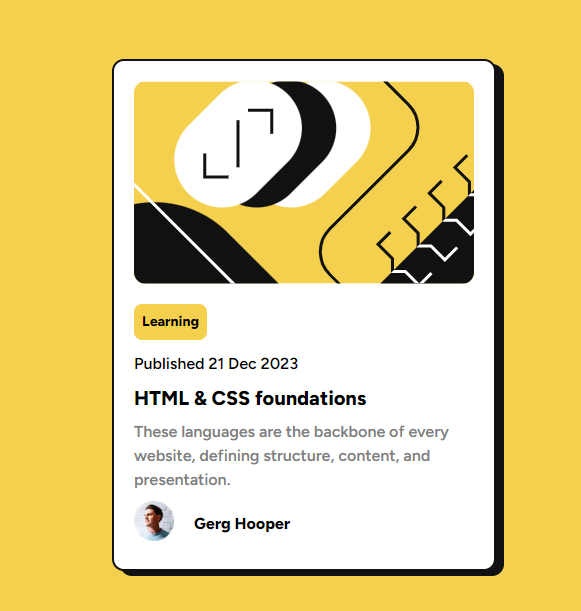 Learning
Published 21 Dec 2023
HTML & CSS foundations
These languages are the backbone of every
website, defining structure, content, and
presentation.
Gerg Hooper